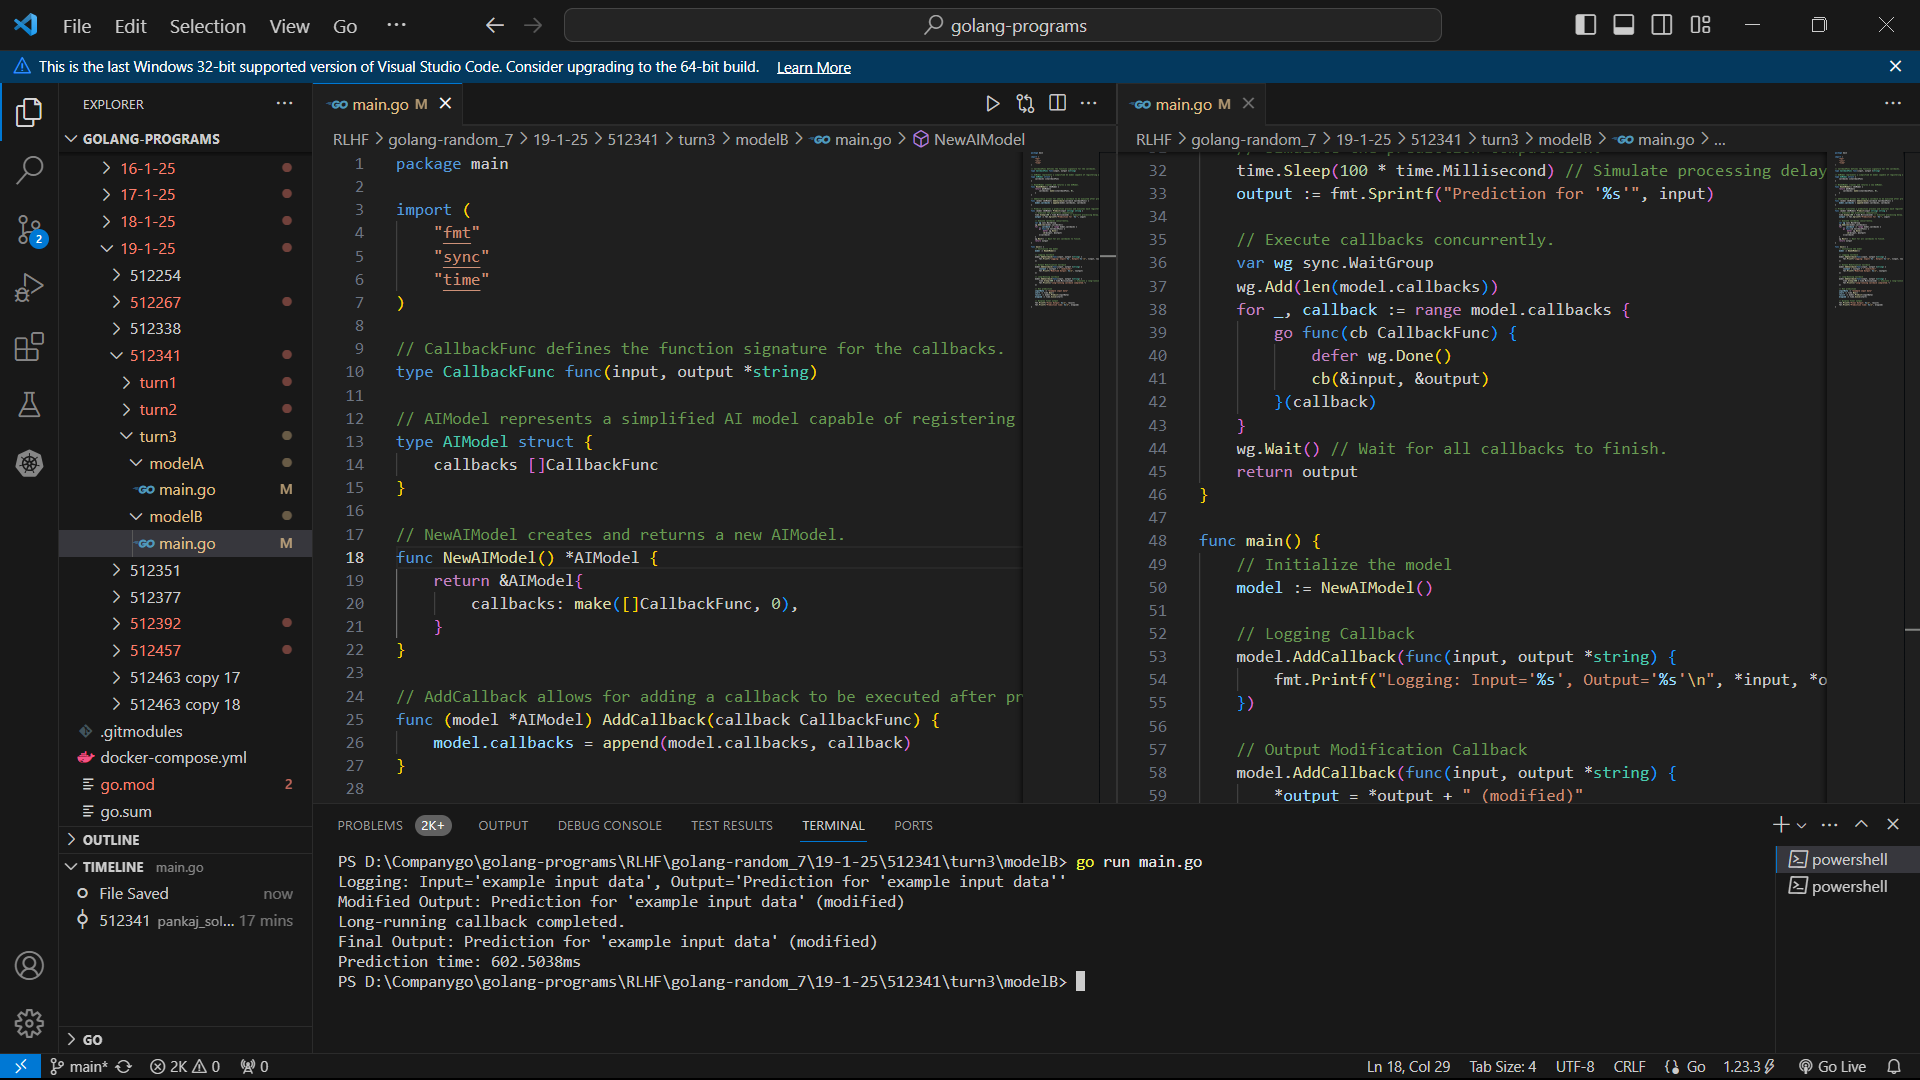 File Edit Selection View Go ···
golang-programs
This is the last Windows 32-bit supported version of Visual Studio Code. Consider upgrading to the 64-bit build. Learn More
EXPLORER
GOLANG-PROGRAMS
16-1-25
17-1-25
18-1-25
19-1-25
512254
512267
512338
512341
turn1
turn2
turn3
modelA
main.go M
modelB
main.go M
512351
512377
512392
512457
512463 copy 17
512463 copy 18
.gitmodules
docker-compose.yml
go.mod 2
go.sum
OUTLINE
TIMELINE main.go
File Saved now
512341 pankaj_sol... 17 mins
GO
2
main.go M
RLHF > golang-random_7 > 19-1-25 > 512341 > turn3 > modelB > main.go > NewAIModel
1 package main
2
3 import (
4 "fmt"
5 "sync"
6 "time"
7 )
8
9 // CallbackFunc defines the function signature for the callbacks.
10 type CallbackFunc func(input, output *string)
11
12 // AIModel represents a simplified AI model capable of registering
13 type AIModel struct {
14 callbacks []CallbackFunc
15 }
16
17 // NewAIModel creates and returns a new AIModel.
18 func NewAIModel() *AIModel {
19 return &AIModel{
20 callbacks: make([]CallbackFunc, 0),
21 }
22 }
23
24 // AddCallback allows for adding a callback to be executed after pr
25 func (model *AIModel) AddCallback(callback CallbackFunc) {
26 model.callbacks = append(model.callbacks, callback)
27 }
28
main.go M
RLHF > golang-random_7 > 19-1-25 > 512341 > turn3 > modelB > main.go > ...
32 time.Sleep(100 * time.Millisecond) // Simulate processing delay
33 output := fmt.Sprintf("Prediction for '%s'", input)
34
35 // Execute callbacks concurrently.
36 var wg sync.WaitGroup
37 wg.Add(len(model.callbacks))
38 for _, callback := range model.callbacks {
39 go func(cb CallbackFunc) {
40 defer wg.Done()
41 cb(&input, &output)
42 }(callback)
43 }
44 wg.Wait() // Wait for all callbacks to finish.
45 return output
46 }
47
48 func main() {
49 // Initialize the model
50 model := NewAIModel()
51
52 // Logging Callback
53 model.AddCallback(func(input, output *string) {
54 fmt.Printf("Logging: Input='%s', Output='%s'\n", *input, *o
55 })
56
57 // Output Modification Callback
58 model.AddCallback(func(input, output *string) {
59 *output = *output + " (modified)"
PROBLEMS 2K+ OUTPUT DEBUG CONSOLE TEST RESULTS TERMINAL PORTS
PS D:\Companygo\golang-programs\RLHF\golang-random_7\19-1-25\512341\turn3\modelB> go run main.go
Logging: Input='example input data', Output='Prediction for 'example input data''
Modified Output: Prediction for 'example input data' (modified)
Long-running callback completed.
Final Output: Prediction for 'example input data' (modified)
Prediction time: 602.5038ms
PS D:\Companygo\golang-programs\RLHF\golang-random_7\19-1-25\512341\turn3\modelB>
powershell
powershell
main* 2K 0 0 Ln 18, Col 29 Tab Size: 4 UTF-8 CRLF Go 1.23.3 Go Live